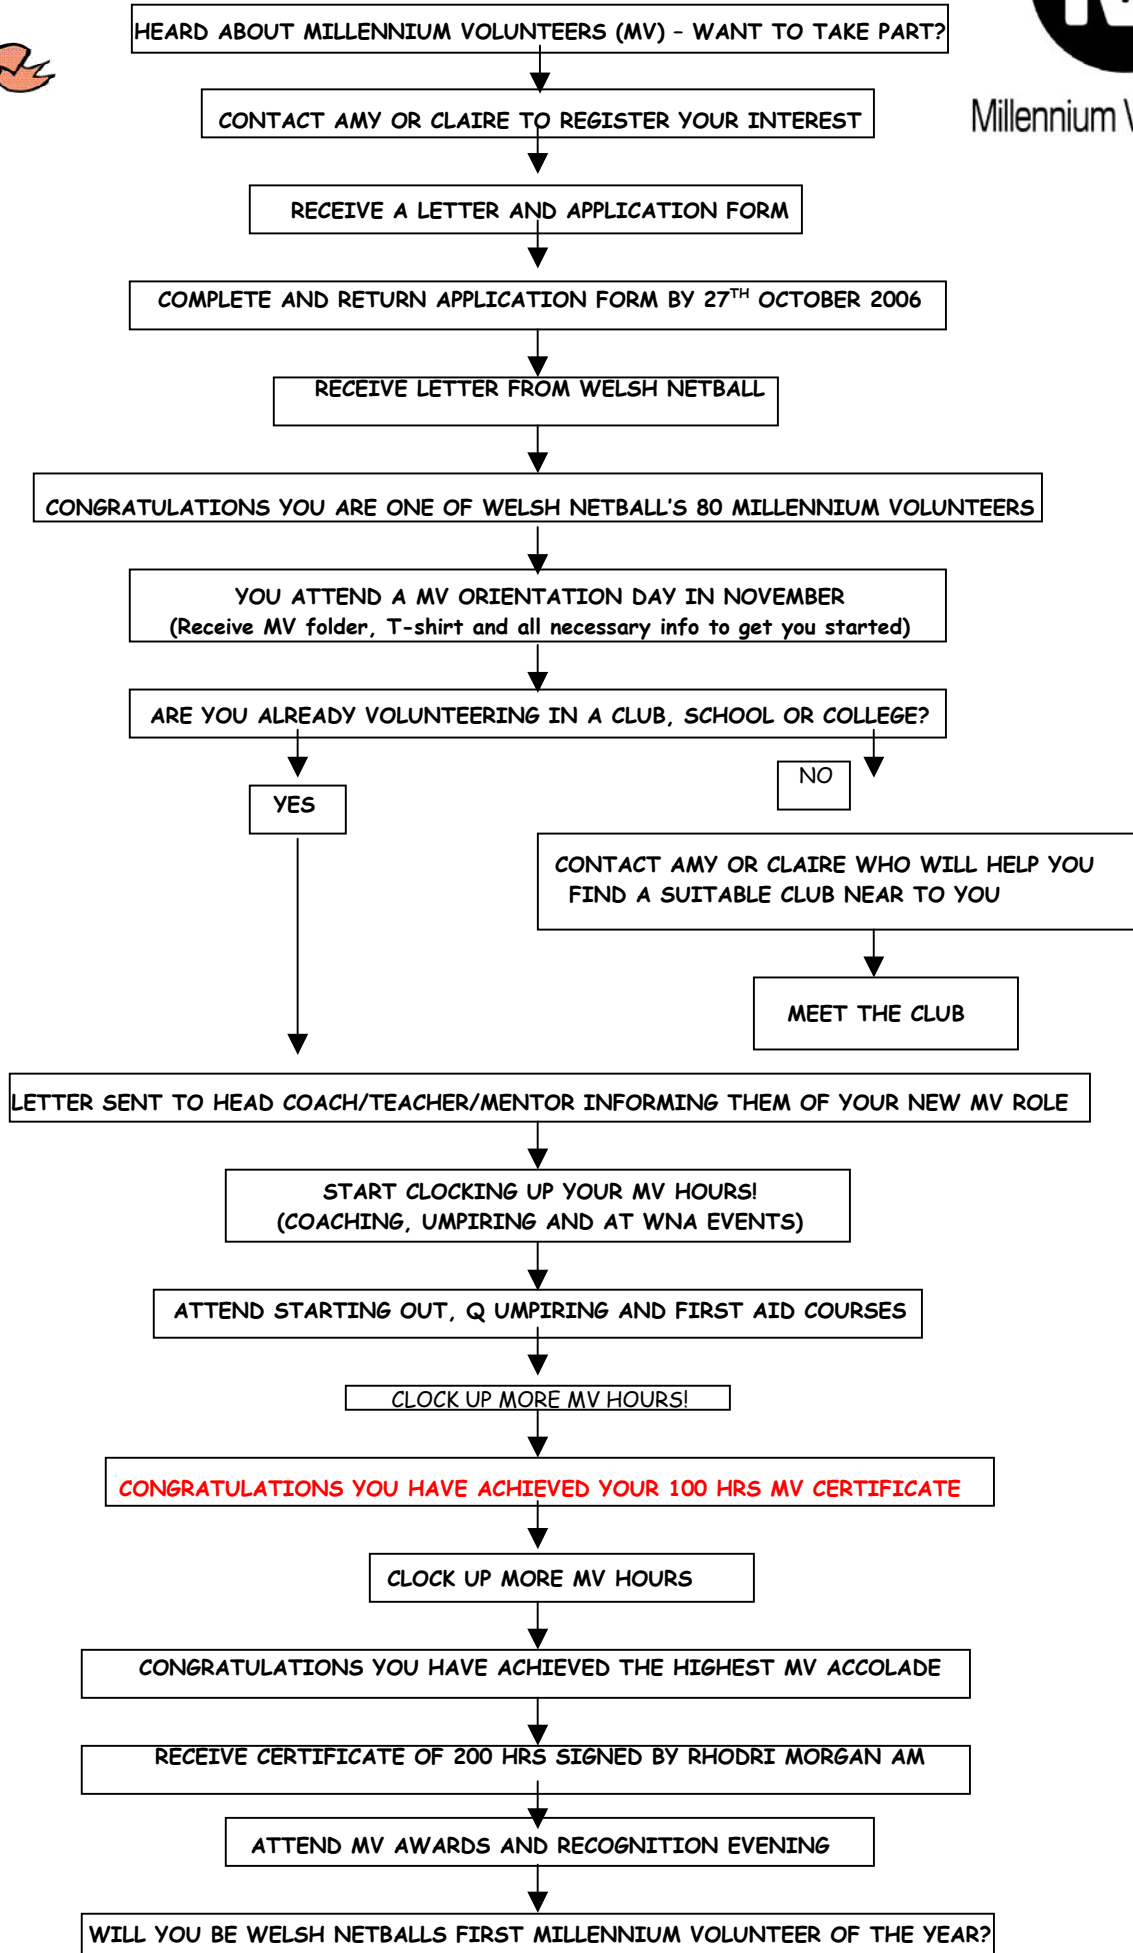 HEARD ABOUT MILLENNIUM VOLUNTEERS (MV) – WANT TO TAKE PART?
CONTACT AMY OR CLAIRE TO REGISTER YOUR INTEREST
Millennium
RECEIVE A LETTER AND APPLICATION FORM
COMPLETE AND RETURN APPLICATION FORM BY 27TH OCTOBER 2006
RECEIVE LETTER FROM WELSH NETBALL
CONGRATULATIONS YOU ARE ONE OF WELSH NETBALL'S 80 MILLENNIUM VOLUNTEERS
YOU ATTEND A MV ORIENTATION DAY IN NOVEMBER
(Receive MV folder, T-shirt and all necessary info to get you started)
ARE YOU ALREADY VOLUNTEERING IN A CLUB, SCHOOL OR COLLEGE?
NO
YES
CONTACT AMY OR CLAIRE WHO WILL HELP YOU
FIND A SUITABLE CLUB NEAR TO YOU
MEET THE CLUB
LETTER SENT TO HEAD COACH/TEACHER/MENTOR INFORMING THEM OF YOUR NEW MV ROLE
START CLOCKING UP YOUR MV HOURS!
(COACHING, UMPIRING AND AT WNA EVENTS)
ATTEND STARTING OUT, Q UMPIRING AND FIRST AID COURSES
CLOCK UP MORE MV HOURS!
CONGRATULATIONS YOU HAVE ACHIEVED YOUR 100 HRS MV CERTIFICATE
CLOCK UP MORE MV HOURS
CONGRATULATIONS YOU HAVE ACHIEVED THE HIGHEST MV ACCOLADE
RECEIVE CERTIFICATE OF 200 HRS SIGNED BY RHODRI MORGAN AM
ATTEND MV AWARDS AND RECOGNITION EVENING
WILL YOU BE WELSH NETBALLS FIRST MILLENNIUM VOLUNTEER OF THE YEAR?